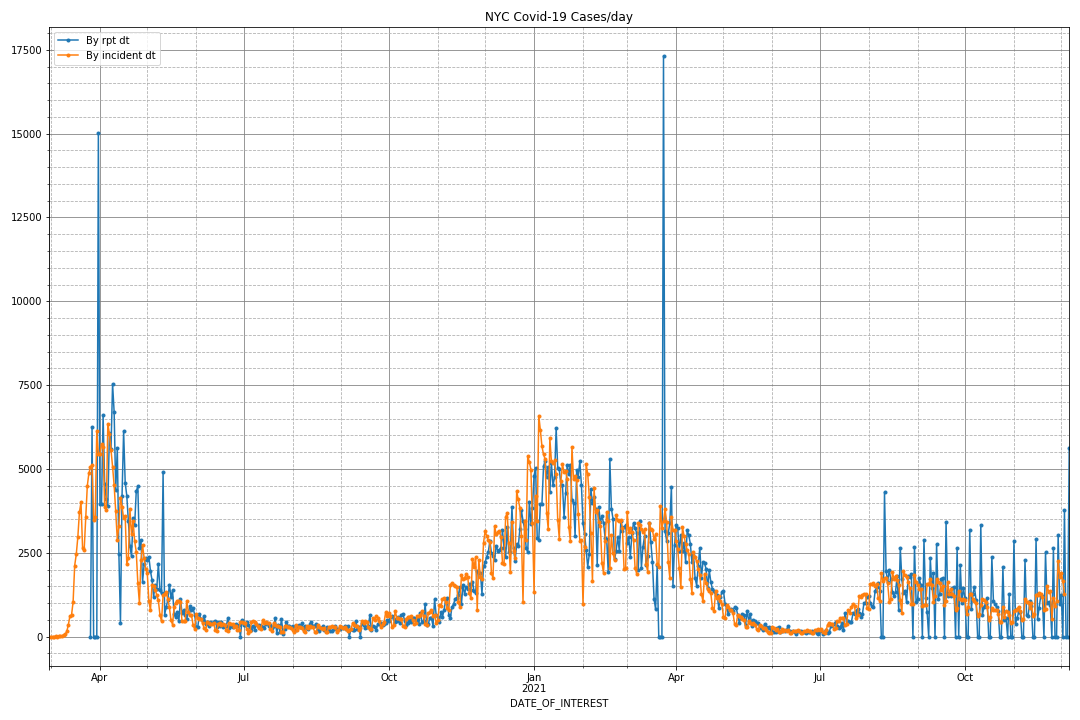 NYC Covid-19 Cases/day
By rpt dt
By incident dt
17500
15000
12500
10000
7500
5000
2500
0
Apr Jul Oct Jan Apr Jul Oct
2021
DATE_OF_INTEREST